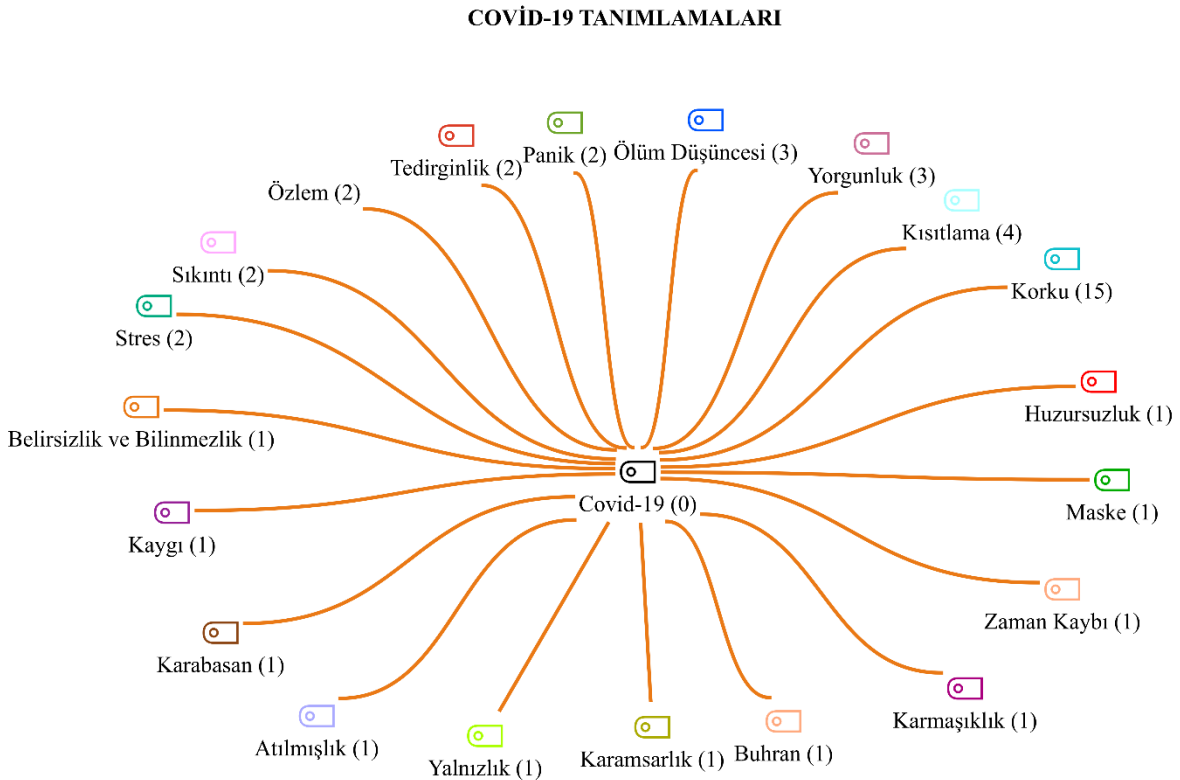 COVİD-19 TANIMLAMALARI
Tedirginlik (2)
Panik (2)
Ölüm Düşüncesi (3)
Yorgunluk (3)
Özlem (2)
Kısıtlama (4)
Sıkıntı (2)
Korku (15)
Stres (2)
Huzursuzluk (1)
Belirsizlik ve Bilinmezlik (1)
Covid-19 (0)
Maske (1)
Kaygı (1)
Zaman Kaybı (1)
Karabasan (1)
Karmaşıklık (1)
Atılmışlık (1)
Yalnızlık (1)
Karamsarlık (1)
Buhran (1)